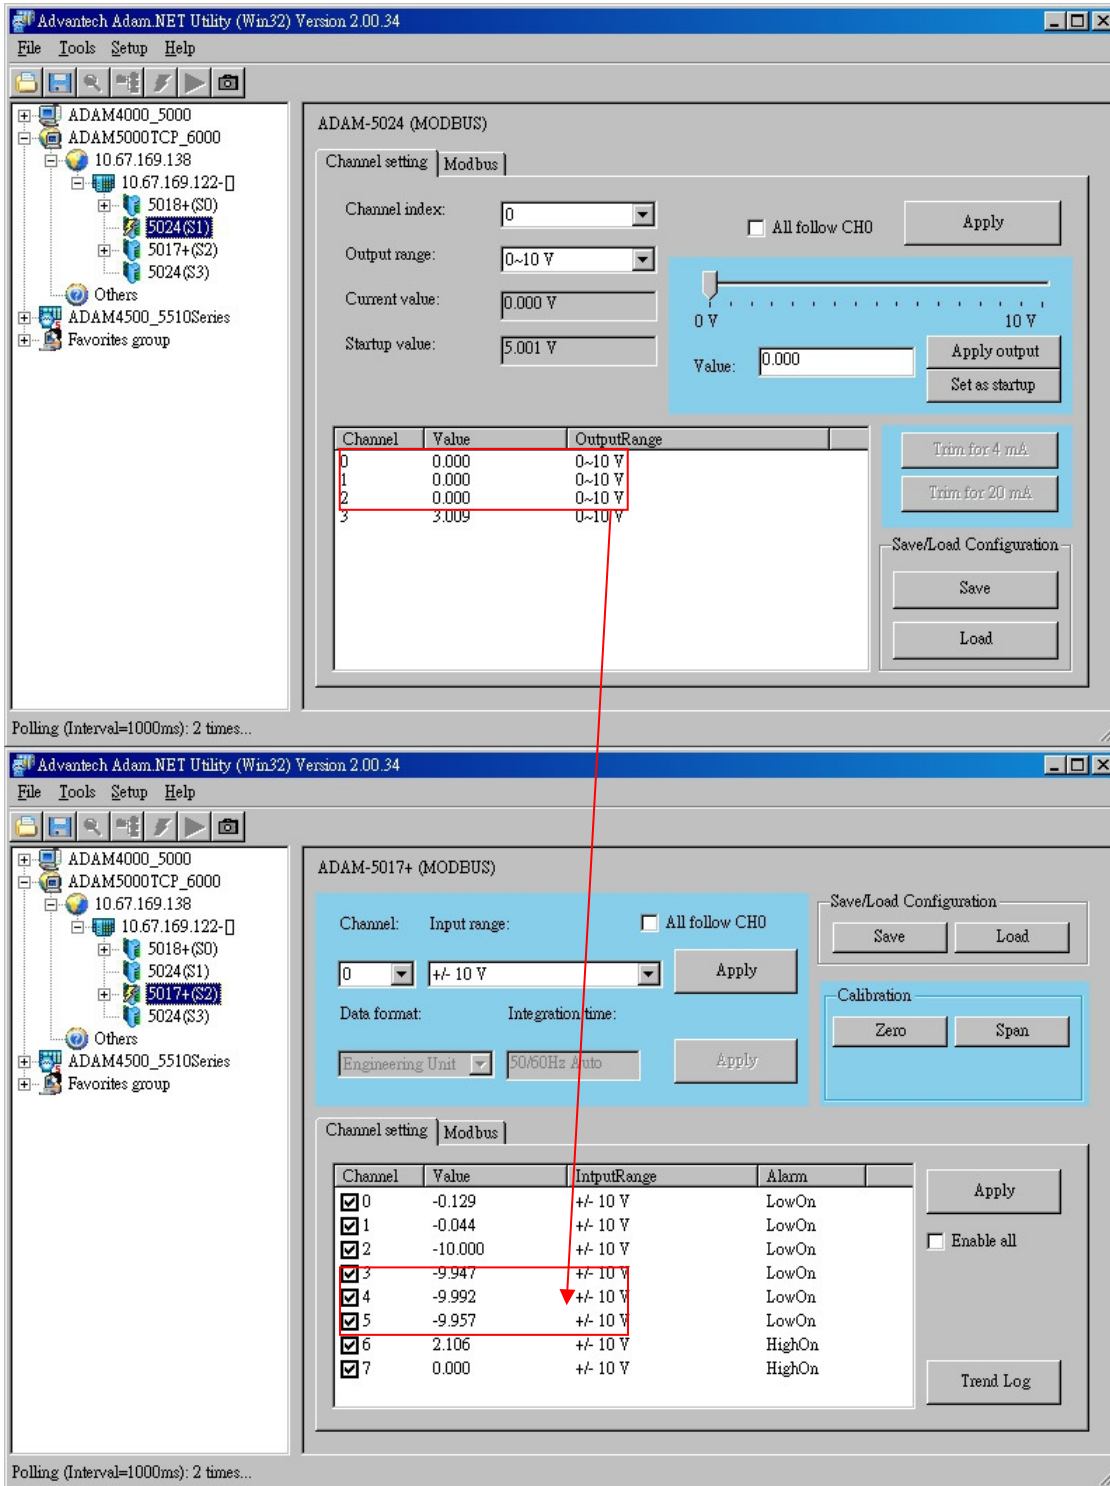 Advantech Adam.NET Utility (Win32) Version 2.00.34
File Tools Setup Help
ADAM4000_5000
ADAM5000TCP_6000
10.67.169.138
10.67.169.122-[]
5018+(S0)
5024(S1)
5017+(S2)
5024(S3)
Others
ADAM4500_5510Series
Favorites group
ADAM-5024 (MODBUS)
Channel setting Modbus
Channel index: 0
All follow CH0 Apply
Output range: 0~10 V
Current value: 0.000 V
0 V 10 V
Startup value: 5.001 V
Value: 0.000 Apply output
Set as startup
Channel Value OutputRange
0 0.000 0~10 V
1 0.000 0~10 V
2 0.000 0~10 V
3 3.009 0~10 V
Trim for 4 mA
Trim for 20 mA
Save/Load Configuration
Save
Load
Polling (Interval=1000ms): 2 times...
Advantech Adam.NET Utility (Win32) Version 2.00.34
File Tools Setup Help
ADAM4000_5000
ADAM5000TCP_6000
10.67.169.138
10.67.169.122-[]
5018+(S0)
5024(S1)
5017+(S2)
5024(S3)
Others
ADAM4500_5510Series
Favorites group
ADAM-5017+ (MODBUS)
Channel: Input range: All follow CH0
0 +/- 10 V Apply
Data format: Integration time:
Engineering Unit 50/60Hz Auto Apply
Save/Load Configuration
Save Load
Calibration
Zero Span
Channel setting Modbus
Channel Value IntputRange Alarm
0 -0.129 +/- 10 V LowOn
1 -0.044 +/- 10 V LowOn
2 -10.000 +/- 10 V LowOn
3 -9.947 +/- 10 V LowOn
4 -9.992 +/- 10 V LowOn
5 -9.957 +/- 10 V LowOn
6 2.106 +/- 10 V HighOn
7 0.000 +/- 10 V HighOn
Apply
Enable all
Trend Log
Polling (Interval=1000ms): 2 times...